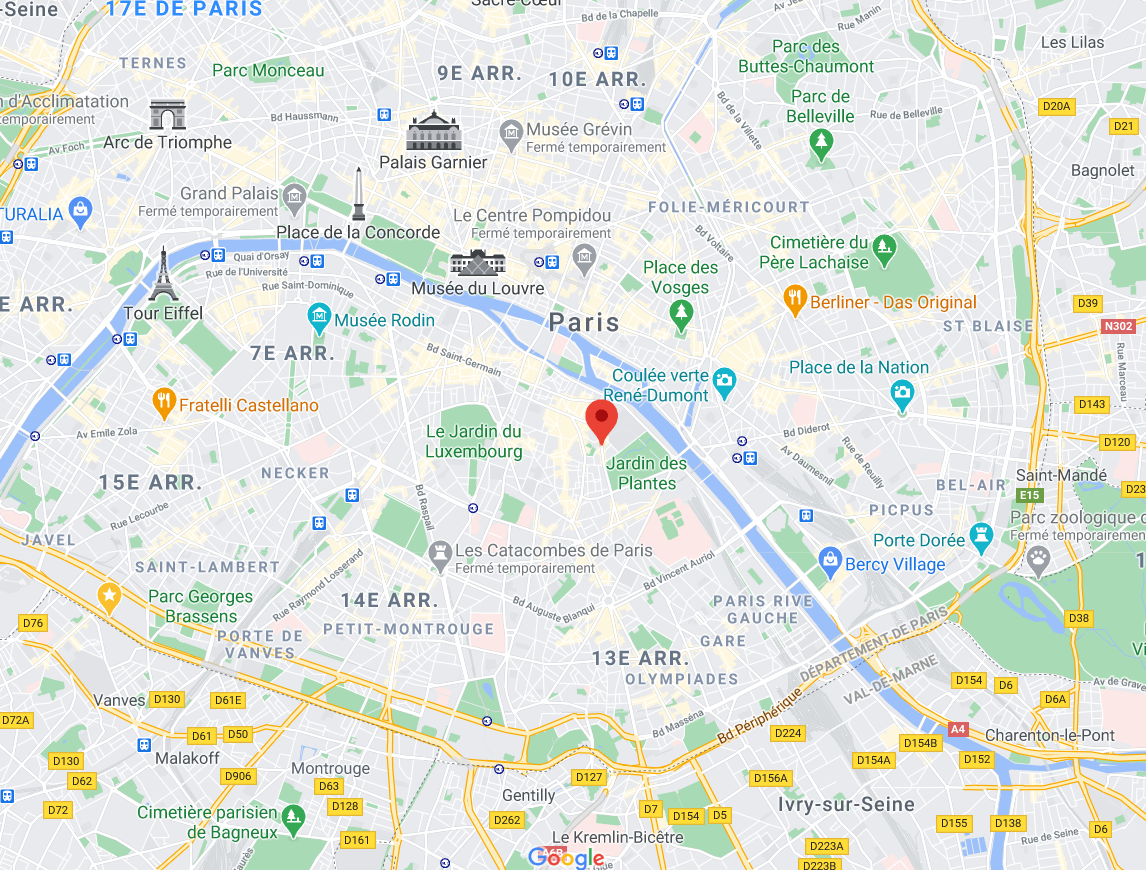 -Seine
17E DE PARIS
Sacré-Cœur
Bd de la Chapelle
Rue Manin
Les Lilas
TERNES
Parc Monceau
9E ARR.
10E ARR.
Parc des
Buttes-Chaumont
n d'Acclimatation
temporairement
Arc de Triomphe
Av Foch
Bd Haussmann
Palais Garnier
Musée Grévin
Fermé temporairement
Bd de la Villette
Parc de
Belleville
Rue de Belleville
D20A
D21
Bagnolet
TURALIA
Grand Palais
Fermé temporairement
Place de la Concorde
Le Centre Pompidou
Fermé temporairement
FOLIE-MÉRICOURT
Bd Voltaire
Cimetière du
Père Lachaise
Quai d'Orsay
Rue de l'Université
Rue Saint-Dominique
Musée du Louvre
Place des
Vosges
Berliner - Das Original
D39
N302
ST BLAISE
E ARR.
Tour Eiffel
Musée Rodin
Paris
7E ARR.
Bd Saint-Germain
Coulée verte
René-Dumont
Place de la Nation
Rue Marceau
D143
Fratelli Castellano
Av Emile Zola
Le Jardin du
Luxembourg
Bd Diderot
Av Daumesnil
Rue de Reuilly
D120
Jardin des
Plantes
NECKER
15E ARR.
Saint-Mandé
BEL-AIR
E15
D23
Rue Lecourbe
Bd Raspail
PICPUS
Parc zoologique d
Fermé temporairemen
JAVEL
Porte Dorée
Les Catacombes de Paris
Fermé temporairement
Bercy Village
SAINT-LAMBERT
Rue Raymond Losserand
Bd Vincent Auriol
Parc Georges
Brassens
14E ARR.
PETIT-MONTROUGE
Bd Auguste Blanqui
PARIS RIVE
GAUCHE
GARE
D76
D38
PORTE DE
VANVES
13E ARR.
OLYMPIADES
DÉPARTEMENT DE PARIS
VAL-DE-MARNE
D154
D6
Av de Grave
Vanves
D130
D61E
D6A
D72A
D61
D50
Bd Masséna
Bd Périphérique
D224
A4
D154B
Charenton-le-Pont
Malakoff
D130
D62
D906
Montrouge
D63
D127
D156A
D154A
D152
D72
D128
Gentilly
Cimetière parisien
de Bagneux
D161
D262
D7
D154
D5
Ivry-sur-Seine
D155
D138
D6
Rue de Seine
Le Kremlin-Bicêtre
D223A
D223B
A6B
Google